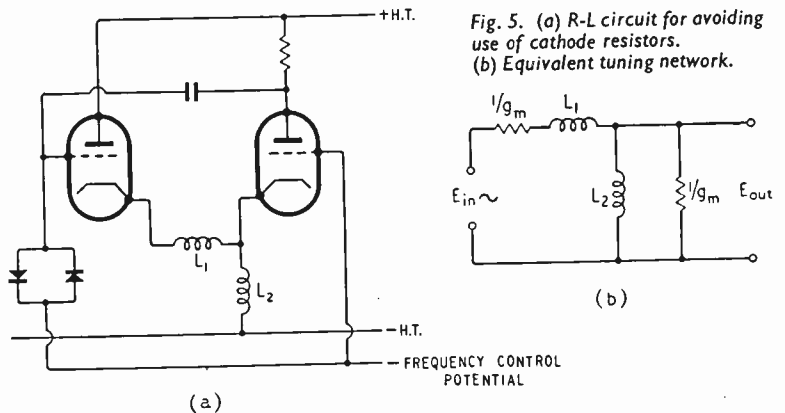 +H.T.
Fig. 5. (a) R-L circuit for avoiding
use of cathode resistors.
(b) Equivalent tuning network.
L1
L2
−H.T.
− FREQUENCY CONTROL
POTENTIAL
(a)
1/gm
L1
Ein ~
L2
1/gm
Eout
(b)